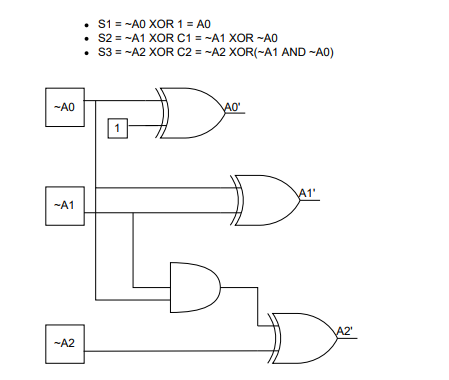 • S1 = ~A0 XOR 1 = A0
• S2 = ~A1 XOR C1 = ~A1 XOR ~A0
• S3 = ~A2 XOR C2 = ~A2 XOR(~A1 AND ~A0)
~A0
A0'
1
~A1
A1'
~A2
A2'